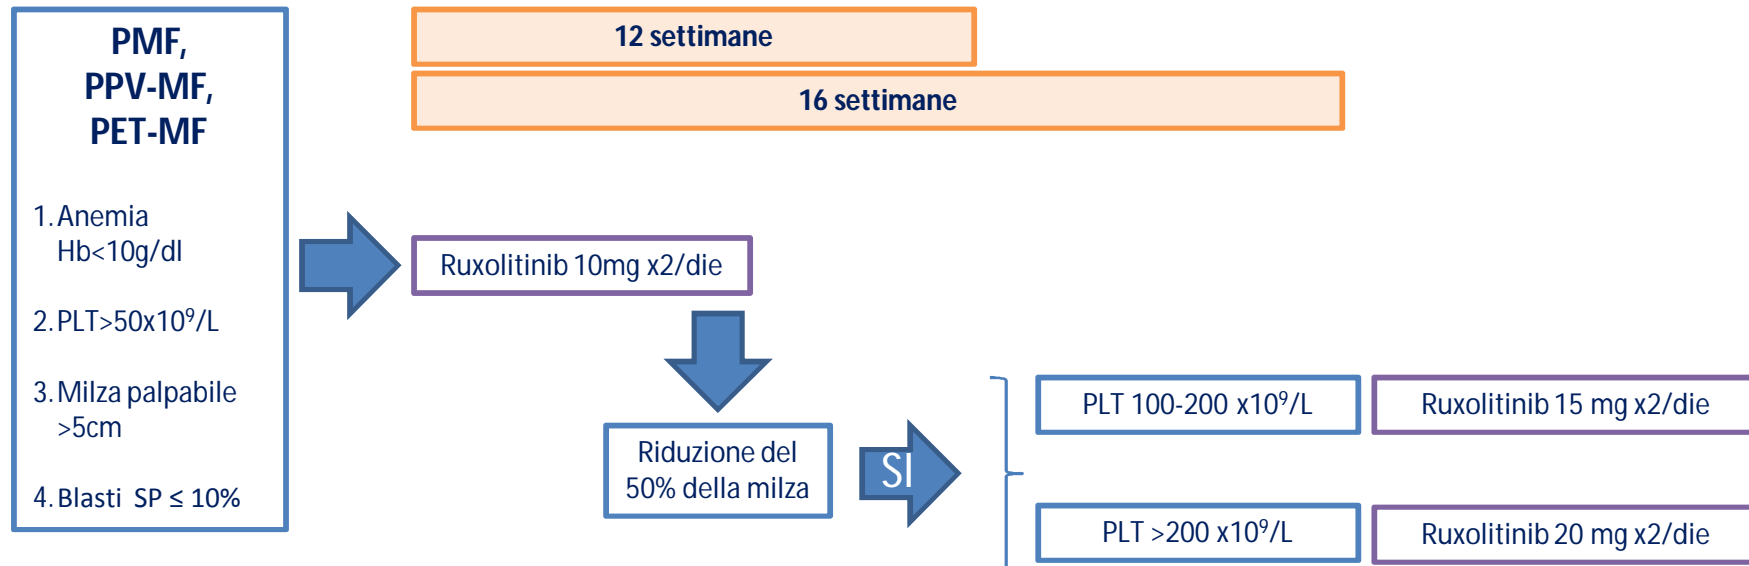 PMF,
PPV-MF,
PET-MF
1. Anemia
Hb<10g/dl
2. PLT>50x10⁹/L
3. Milza palpabile
>5cm
4. Blasti SP ≤ 10%
12 settimane
16 settimane
Ruxolitinib 10mg x2/die
Riduzione del
50% della milza
SI
PLT 100-200 x10⁹/L
Ruxolitinib 15 mg x2/die
PLT >200 x10⁹/L
Ruxolitinib 20 mg x2/die